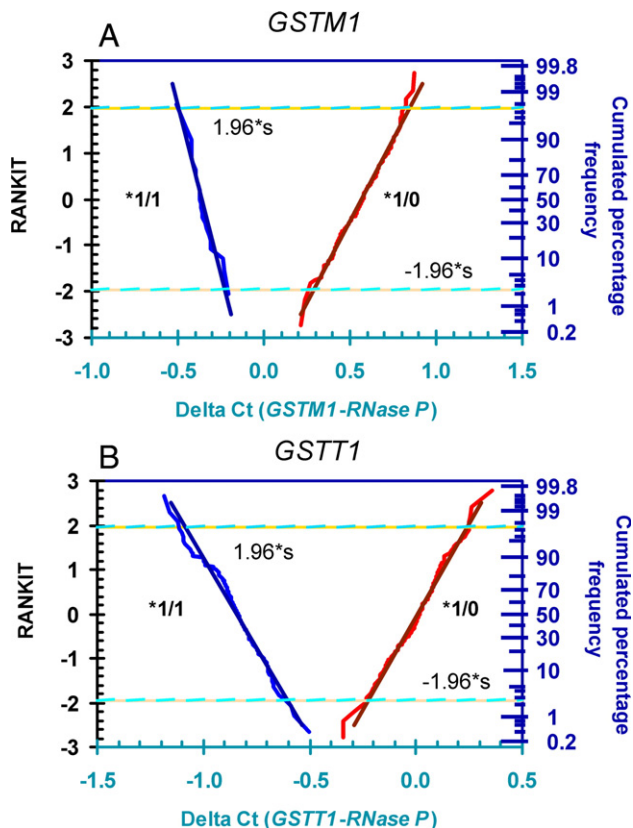 A
GSTM1
3
2
1
0
-1
-2
-3
RANKIT
1.96*s
*1/1
*1/0
-1.96*s
99.8
99
90
70
50
30
10
1
0.2
Cumulated percentage
frequency
-1.0 -0.5 0.0 0.5 1.0 1.5
Delta Ct (GSTM1-RNase P)
B
GSTT1
3
2
1
0
-1
-2
-3
RANKIT
1.96*s
*1/1
*1/0
-1.96*s
99.8
99
90
70
50
30
10
1
0.2
Cumulated percentage
frequency
-1.5 -1.0 -0.5 0.0 0.5
Delta Ct (GSTT1-RNase P)